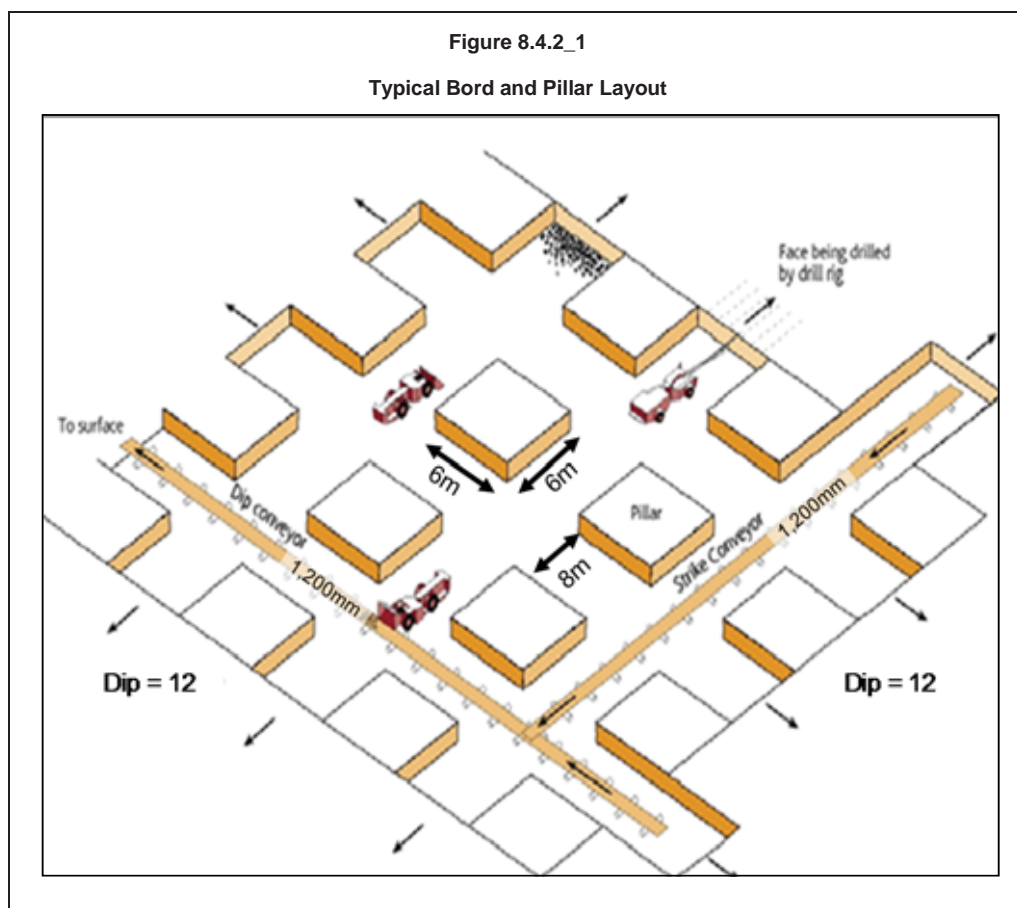 Figure 8.4.2_1
Typical Bord and Pillar Layout
Face being drilled
by drill rig
To surface
6m
6m
Dip conveyor
1,200mm
Pillar
8m
Strike Conveyor
1,200mm
Dip = 12
Dip = 12